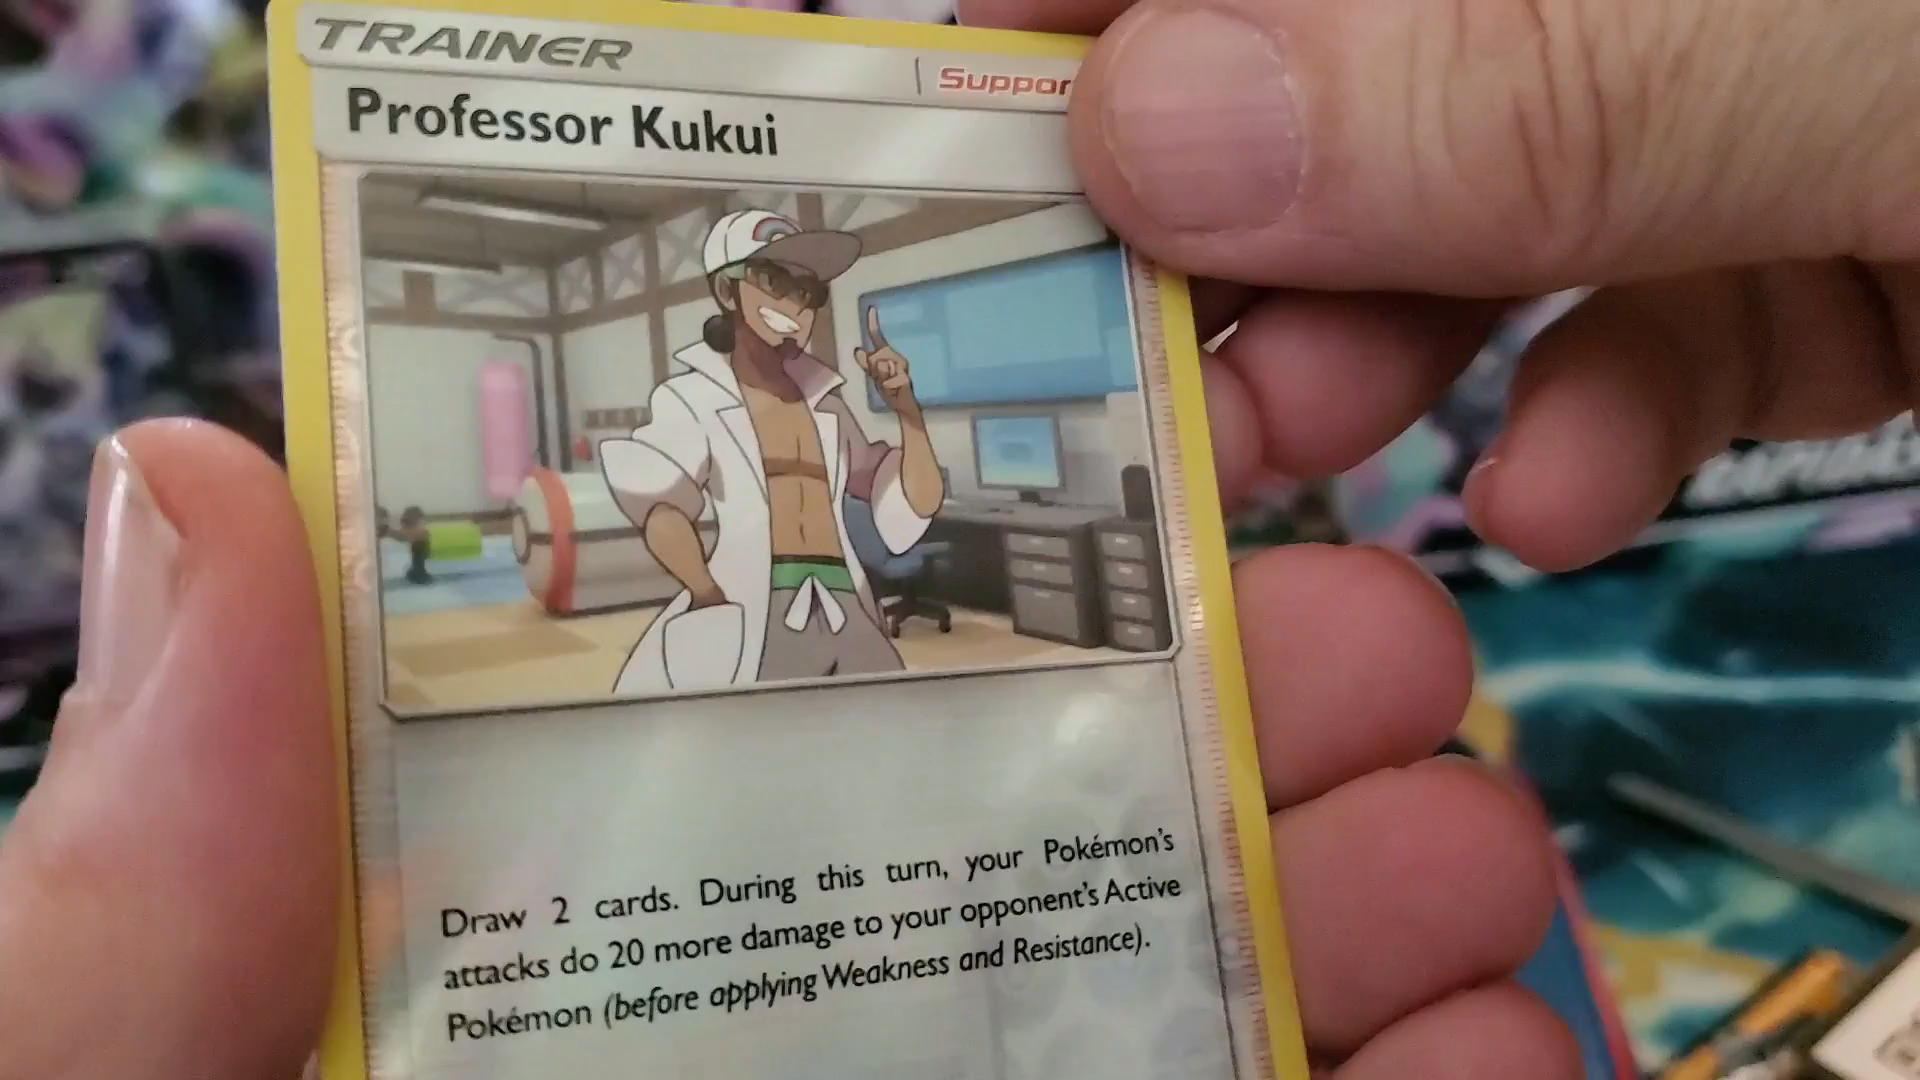 TRAINER
Suppor
Professor Kukui
Draw 2 cards. During this turn, your Pokémon's
attacks do 20 more damage to your opponent's Active
Pokémon (before applying Weakness and Resistance).